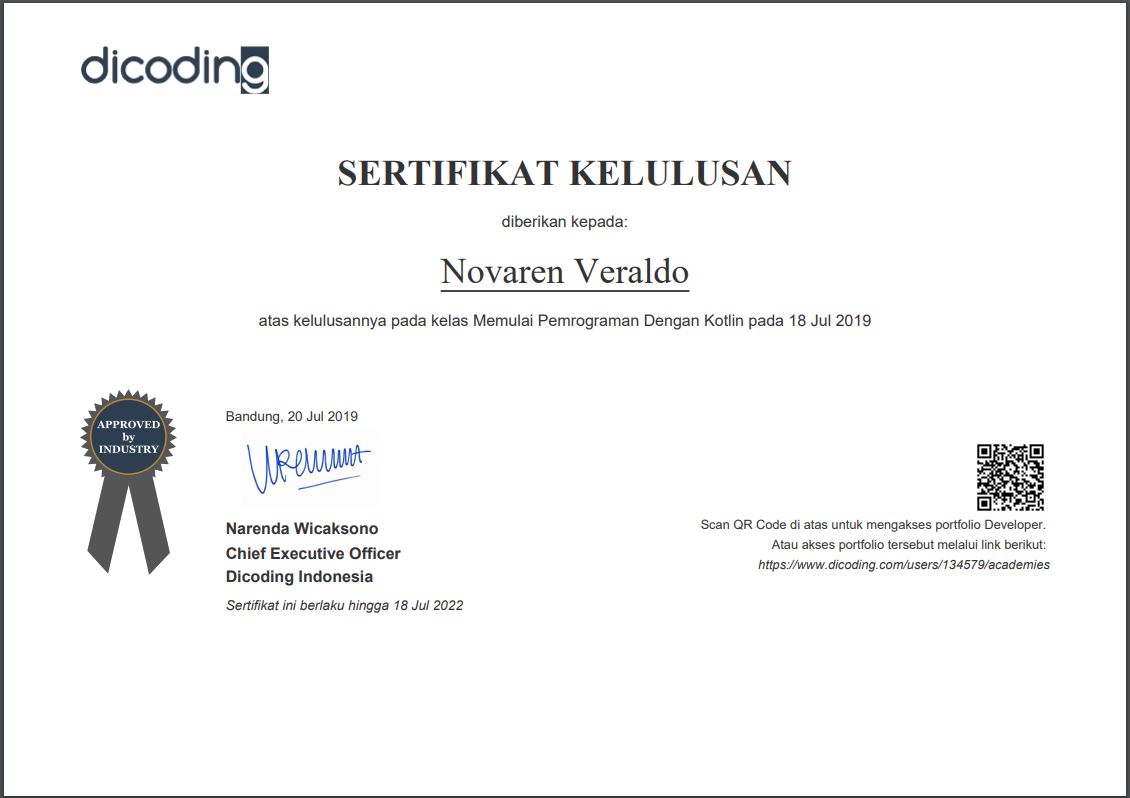 dicoding
SERTIFIKAT KELULUSAN
diberikan kepada:
Novaren Veraldo
atas kelulusannya pada kelas Memulai Pemrograman Dengan Kotlin pada 18 Jul 2019
APPROVED
by
INDUSTRY
Bandung, 20 Jul 2019
Narenda Wicaksono
Chief Executive Officer
Dicoding Indonesia
Sertifikat ini berlaku hingga 18 Jul 2022
Scan QR Code di atas untuk mengakses portfolio Developer.
Atau akses portfolio tersebut melalui link berikut:
https://www.dicoding.com/users/134579/academies